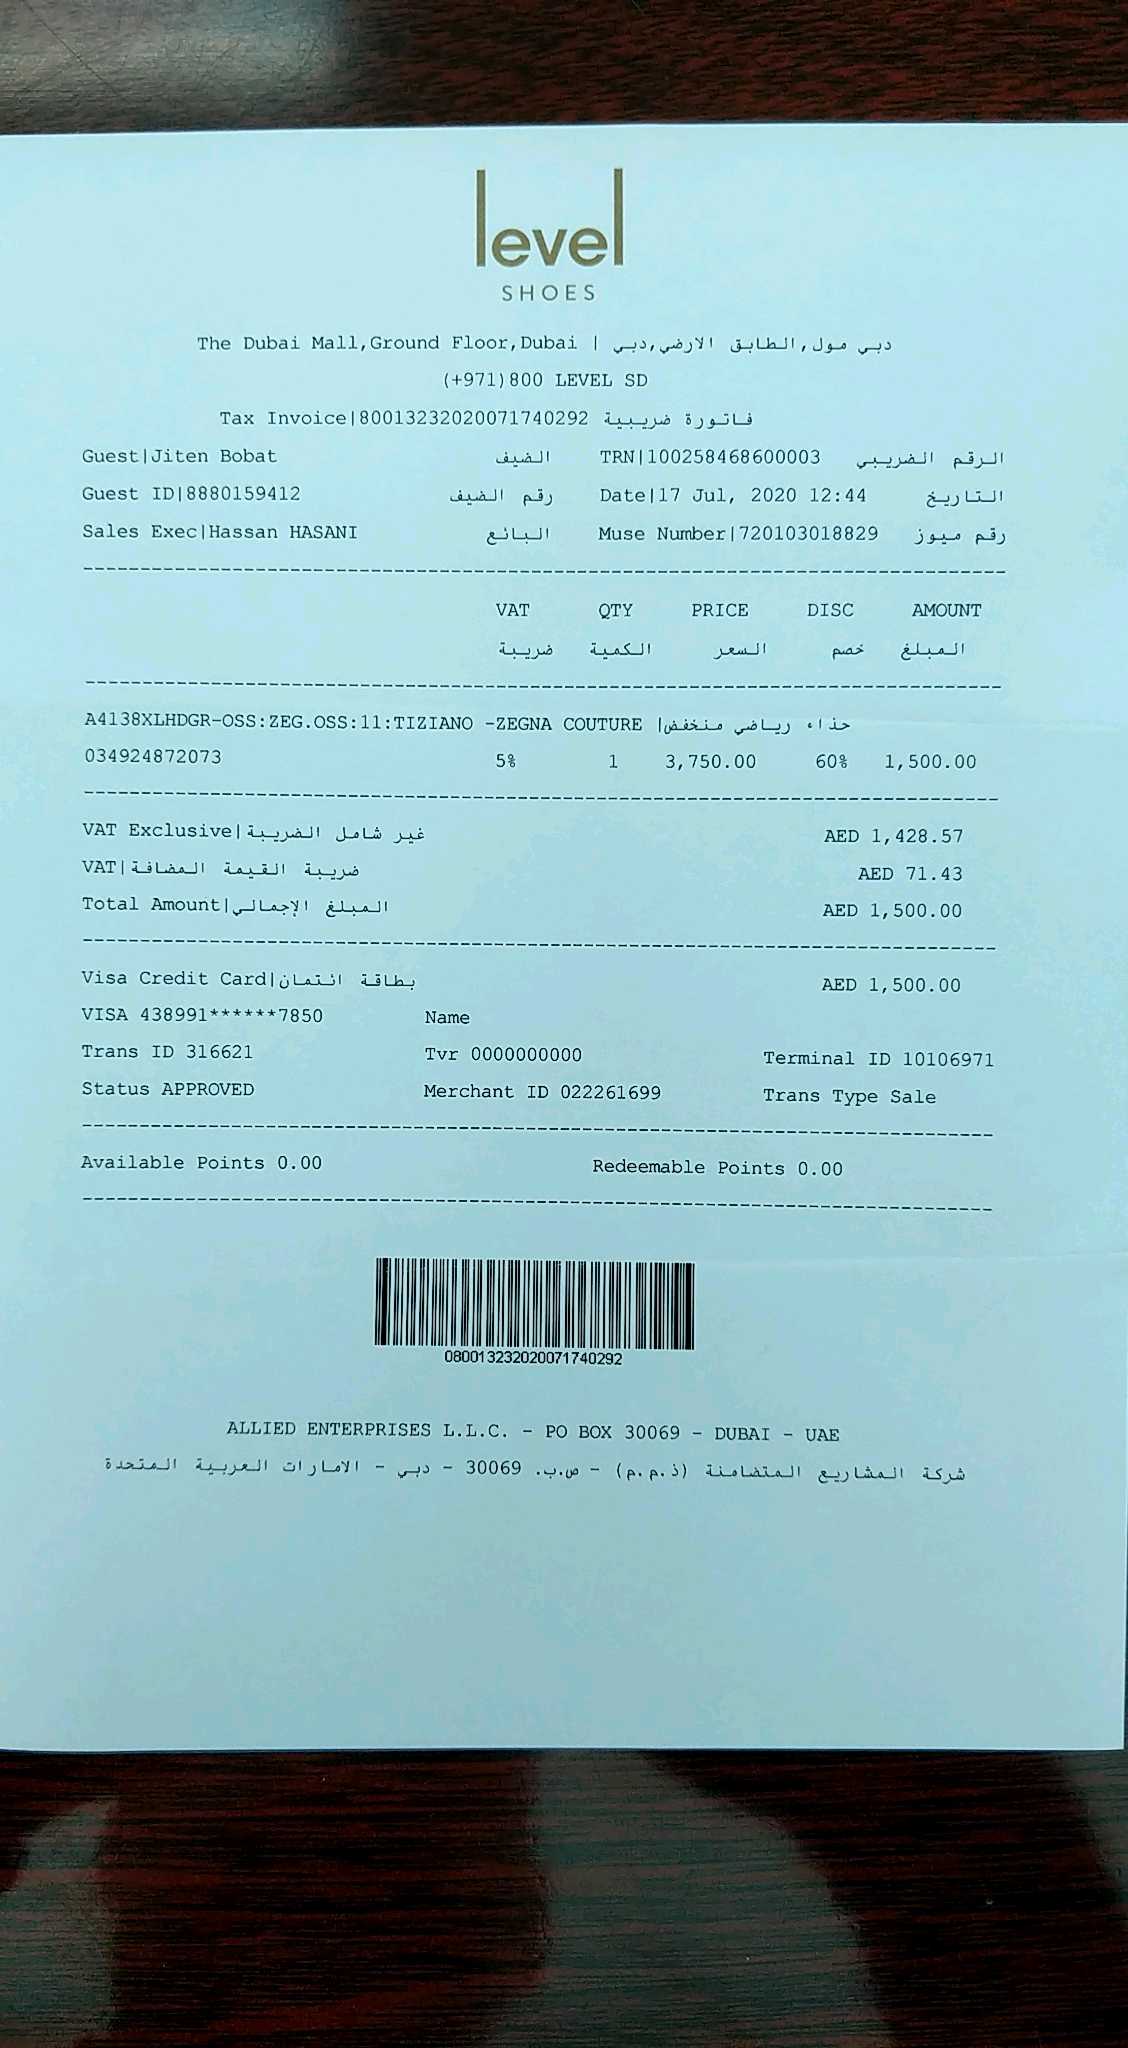 level
SHOES
The Dubai Mall,Ground Floor,Dubai | دبي مول,الطابق الارضي,دبي
(+971)800 LEVEL SD
Tax Invoice|80013232020071740292 فاتورة ضريبية
Guest|Jiten Bobat الضيف TRN|100258468600003 الرقم الضريبي
Guest ID|8880159412 رقم الضيف Date|17 Jul, 2020 12:44 التاريخ
Sales Exec|Hassan HASANI البائع Muse Number|720103018829 رقم ميوز
VAT QTY PRICE DISC AMOUNT
ضريبة الكمية السعر خصم المبلغ
A4138XLHDGR-OSS:ZEG.OSS:11:TIZIANO -ZEGNA COUTURE |حذاء رياضي منخفض
034924872073 5% 1 3,750.00 60% 1,500.00
VAT Exclusive|غير شامل الضريبة AED 1,428.57
VAT|ضريبة القيمة المضافة AED 71.43
Total Amount|المبلغ الإجمالي AED 1,500.00
Visa Credit Card|بطاقة ائتمان AED 1,500.00
VISA 438991******7850 Name
Trans ID 316621 Tvr 0000000000 Terminal ID 10106971
Status APPROVED Merchant ID 022261699 Trans Type Sale
Available Points 0.00 Redeemable Points 0.00
080013232020071740292
ALLIED ENTERPRISES L.L.C. - PO BOX 30069 - DUBAI - UAE
شركة المشاريع المتضامنة (ذ.م.م) - ص.ب. 30069 - دبي - الامارات العربية المتحدة